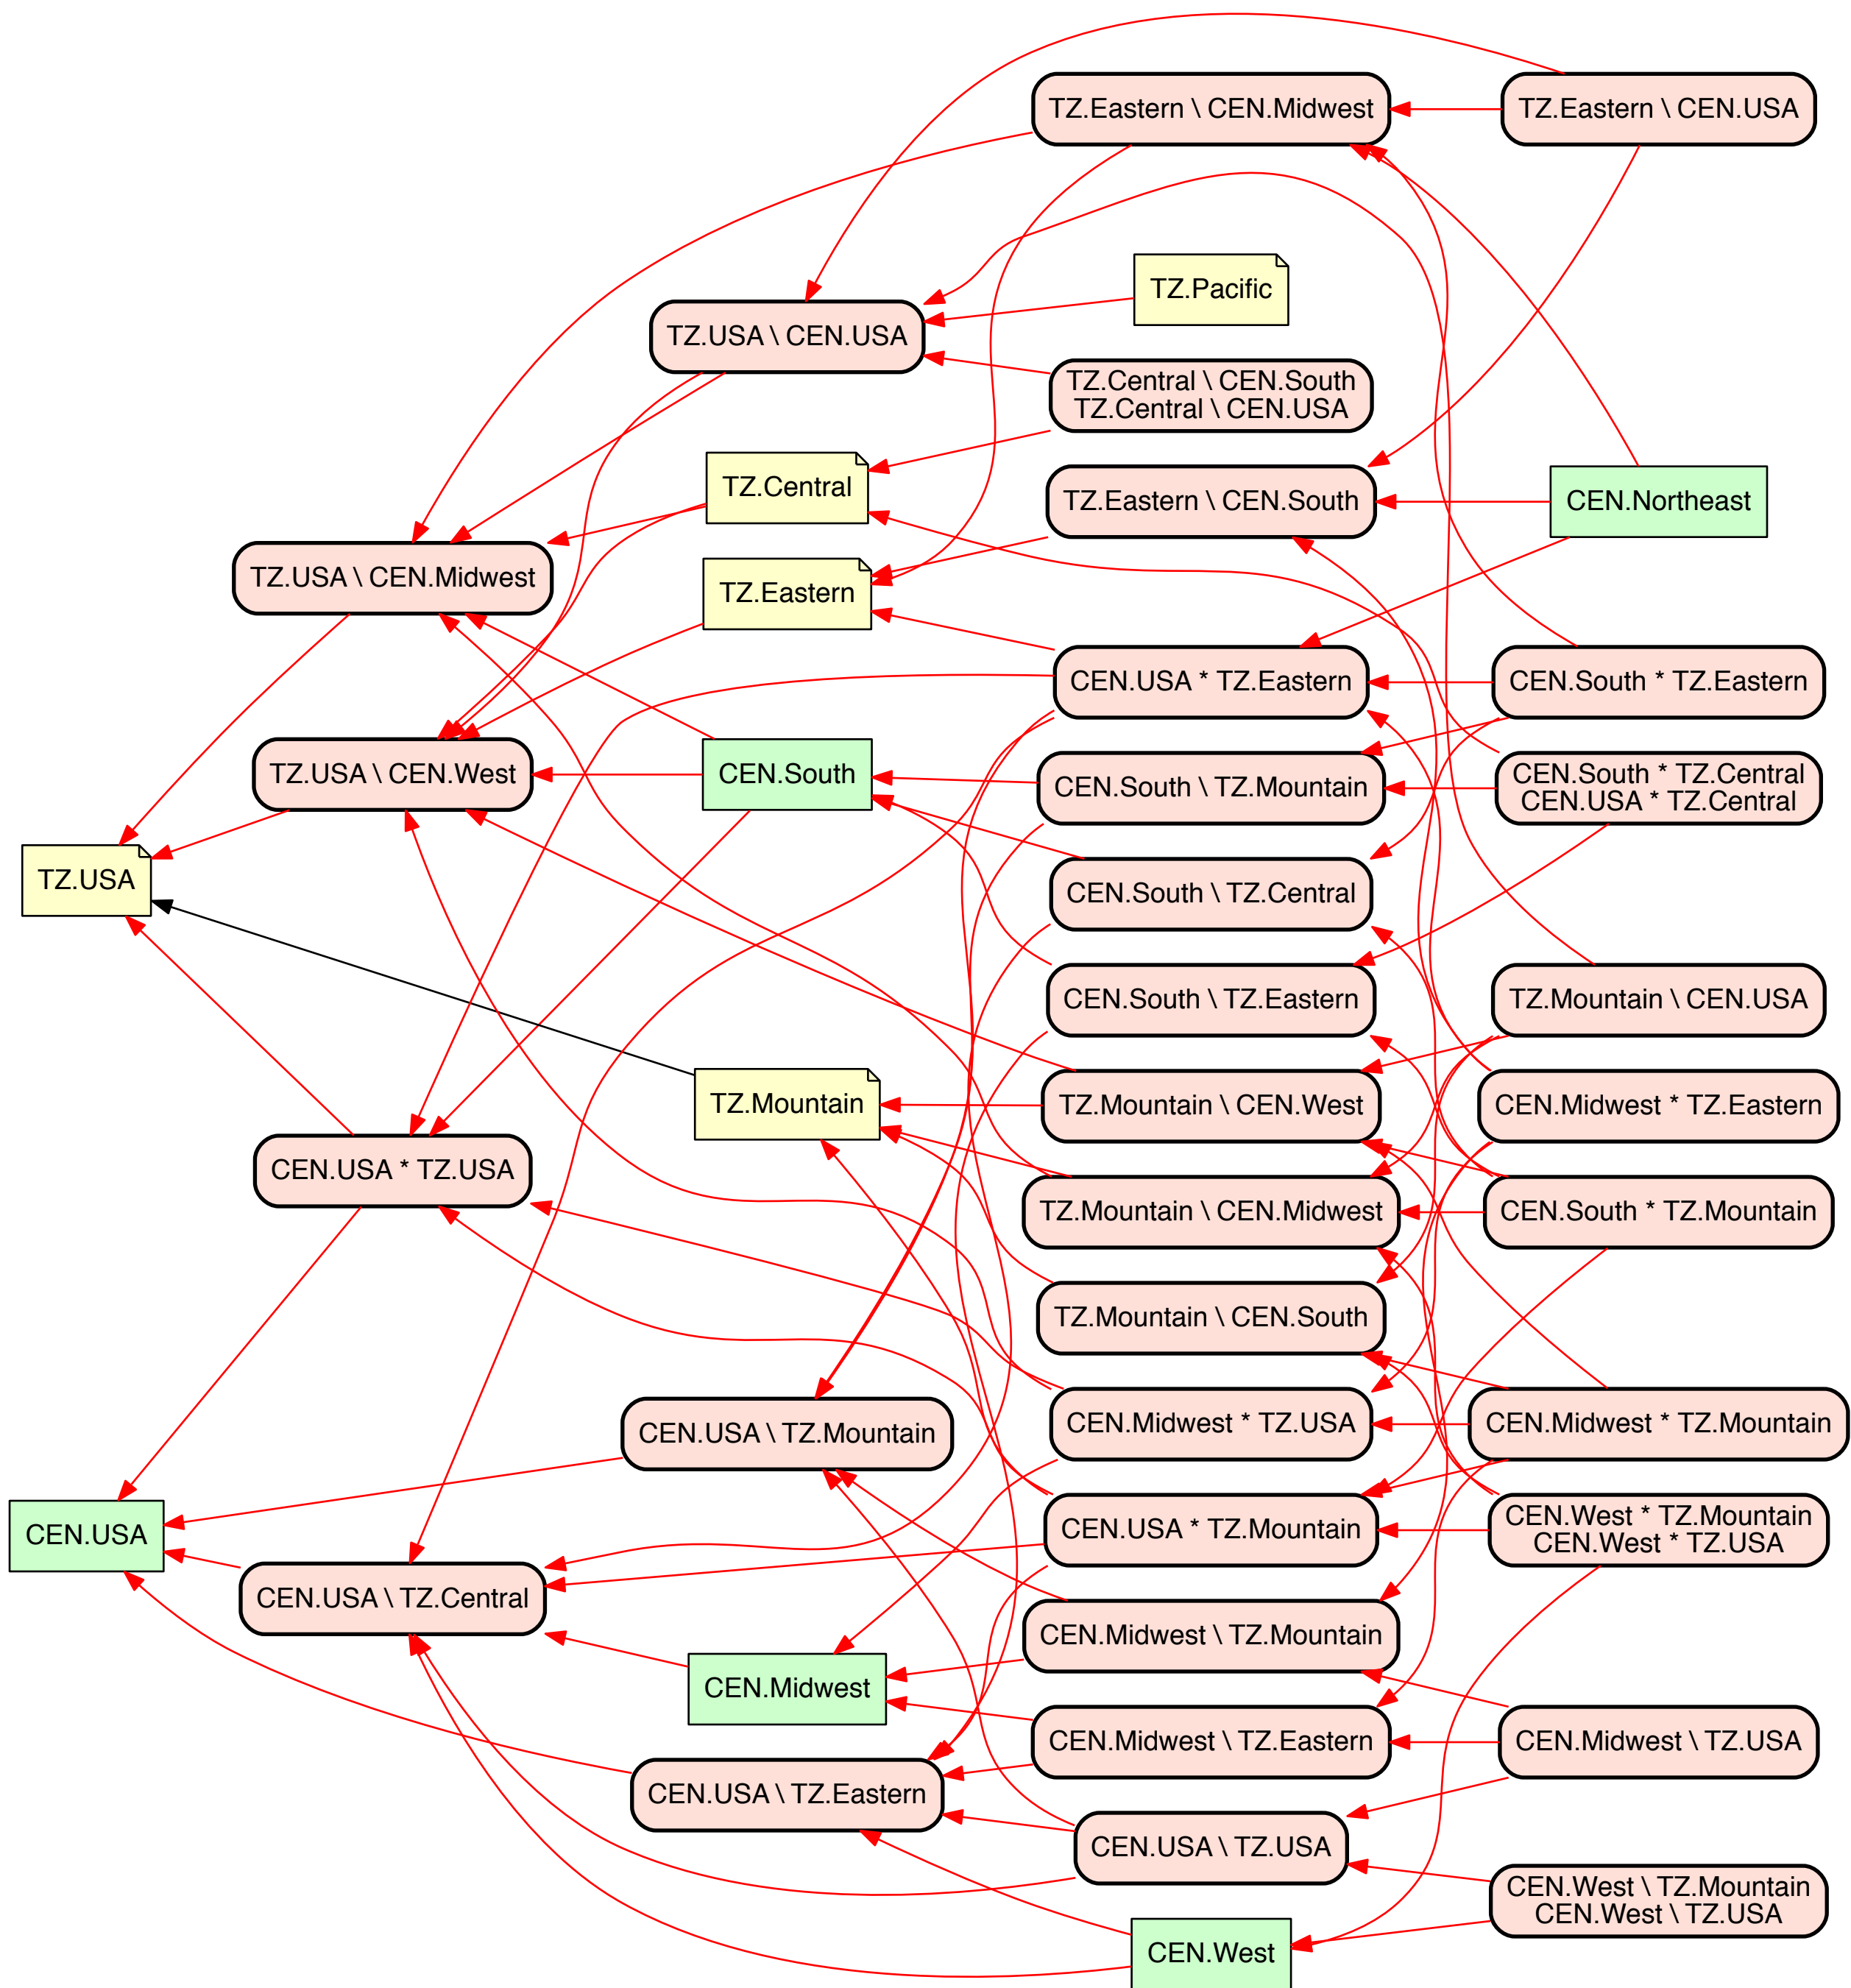 TZ.Eastern \ CEN.Midwest
TZ.Eastern \ CEN.USA
TZ.Pacific
TZ.USA \ CEN.USA
TZ.Central \ CEN.South
TZ.Central \ CEN.USA
TZ.Central
TZ.Eastern \ CEN.South
CEN.Northeast
TZ.USA \ CEN.Midwest
TZ.Eastern
CEN.USA * TZ.Eastern
CEN.South * TZ.Eastern
TZ.USA \ CEN.West
CEN.South
CEN.South \ TZ.Mountain
CEN.South * TZ.Central
CEN.USA * TZ.Central
TZ.USA
CEN.South \ TZ.Central
CEN.South \ TZ.Eastern
TZ.Mountain \ CEN.USA
TZ.Mountain
TZ.Mountain \ CEN.West
CEN.Midwest * TZ.Eastern
CEN.USA * TZ.USA
TZ.Mountain \ CEN.Midwest
CEN.South * TZ.Mountain
TZ.Mountain \ CEN.South
CEN.USA \ TZ.Mountain
CEN.Midwest * TZ.USA
CEN.Midwest * TZ.Mountain
CEN.USA
CEN.USA * TZ.Mountain
CEN.West * TZ.Mountain
CEN.West * TZ.USA
CEN.USA \ TZ.Central
CEN.Midwest \ TZ.Mountain
CEN.Midwest
CEN.Midwest \ TZ.Eastern
CEN.Midwest \ TZ.USA
CEN.USA \ TZ.Eastern
CEN.USA \ TZ.USA
CEN.West \ TZ.Mountain
CEN.West \ TZ.USA
CEN.West